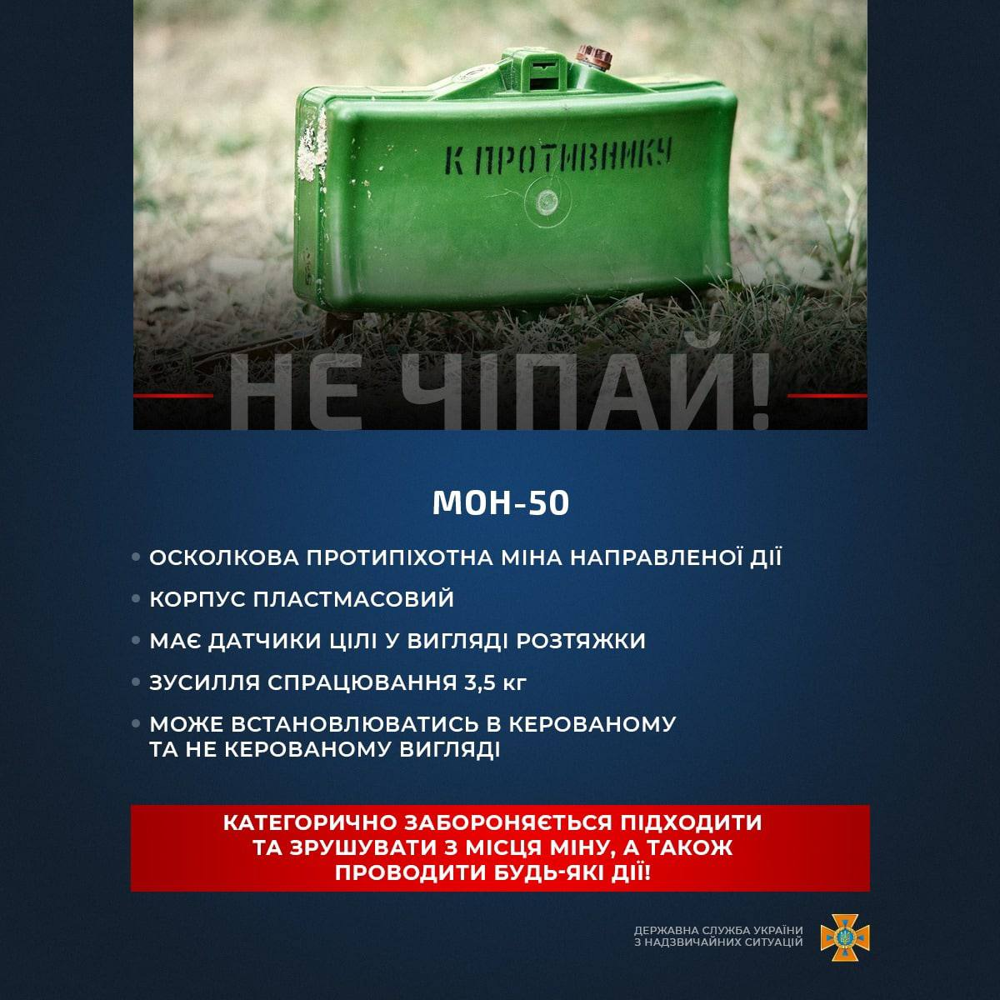 К ПРОТИВНИКУ
НЕ ЧІПАЙ!
МОН-50
ОСКОЛКОВА ПРОТИПІХОТНА МІНА НАПРАВЛЕНОЇ ДІЇ
КОРПУС ПЛАСТМАСОВИЙ
МАЄ ДАТЧИКИ ЦІЛІ У ВИГЛЯДІ РОЗТЯЖКИ
ЗУСИЛЛЯ СПРАЦЮВАННЯ 3,5 кг
МОЖЕ ВСТАНОВЛЮВАТИСЬ В КЕРОВАНОМУ
ТА НЕ КЕРОВАНОМУ ВИГЛЯДІ
КАТЕГОРИЧНО ЗАБОРОНЯЄТЬСЯ ПІДХОДИТИ
ТА ЗРУШУВАТИ З МІСЦЯ МІНУ, А ТАКОЖ
ПРОВОДИТИ БУДЬ-ЯКІ ДІЇ!
ДЕРЖАВНА СЛУЖБА УКРАЇНИ
З НАДЗВИЧАЙНИХ СИТУАЦІЙ